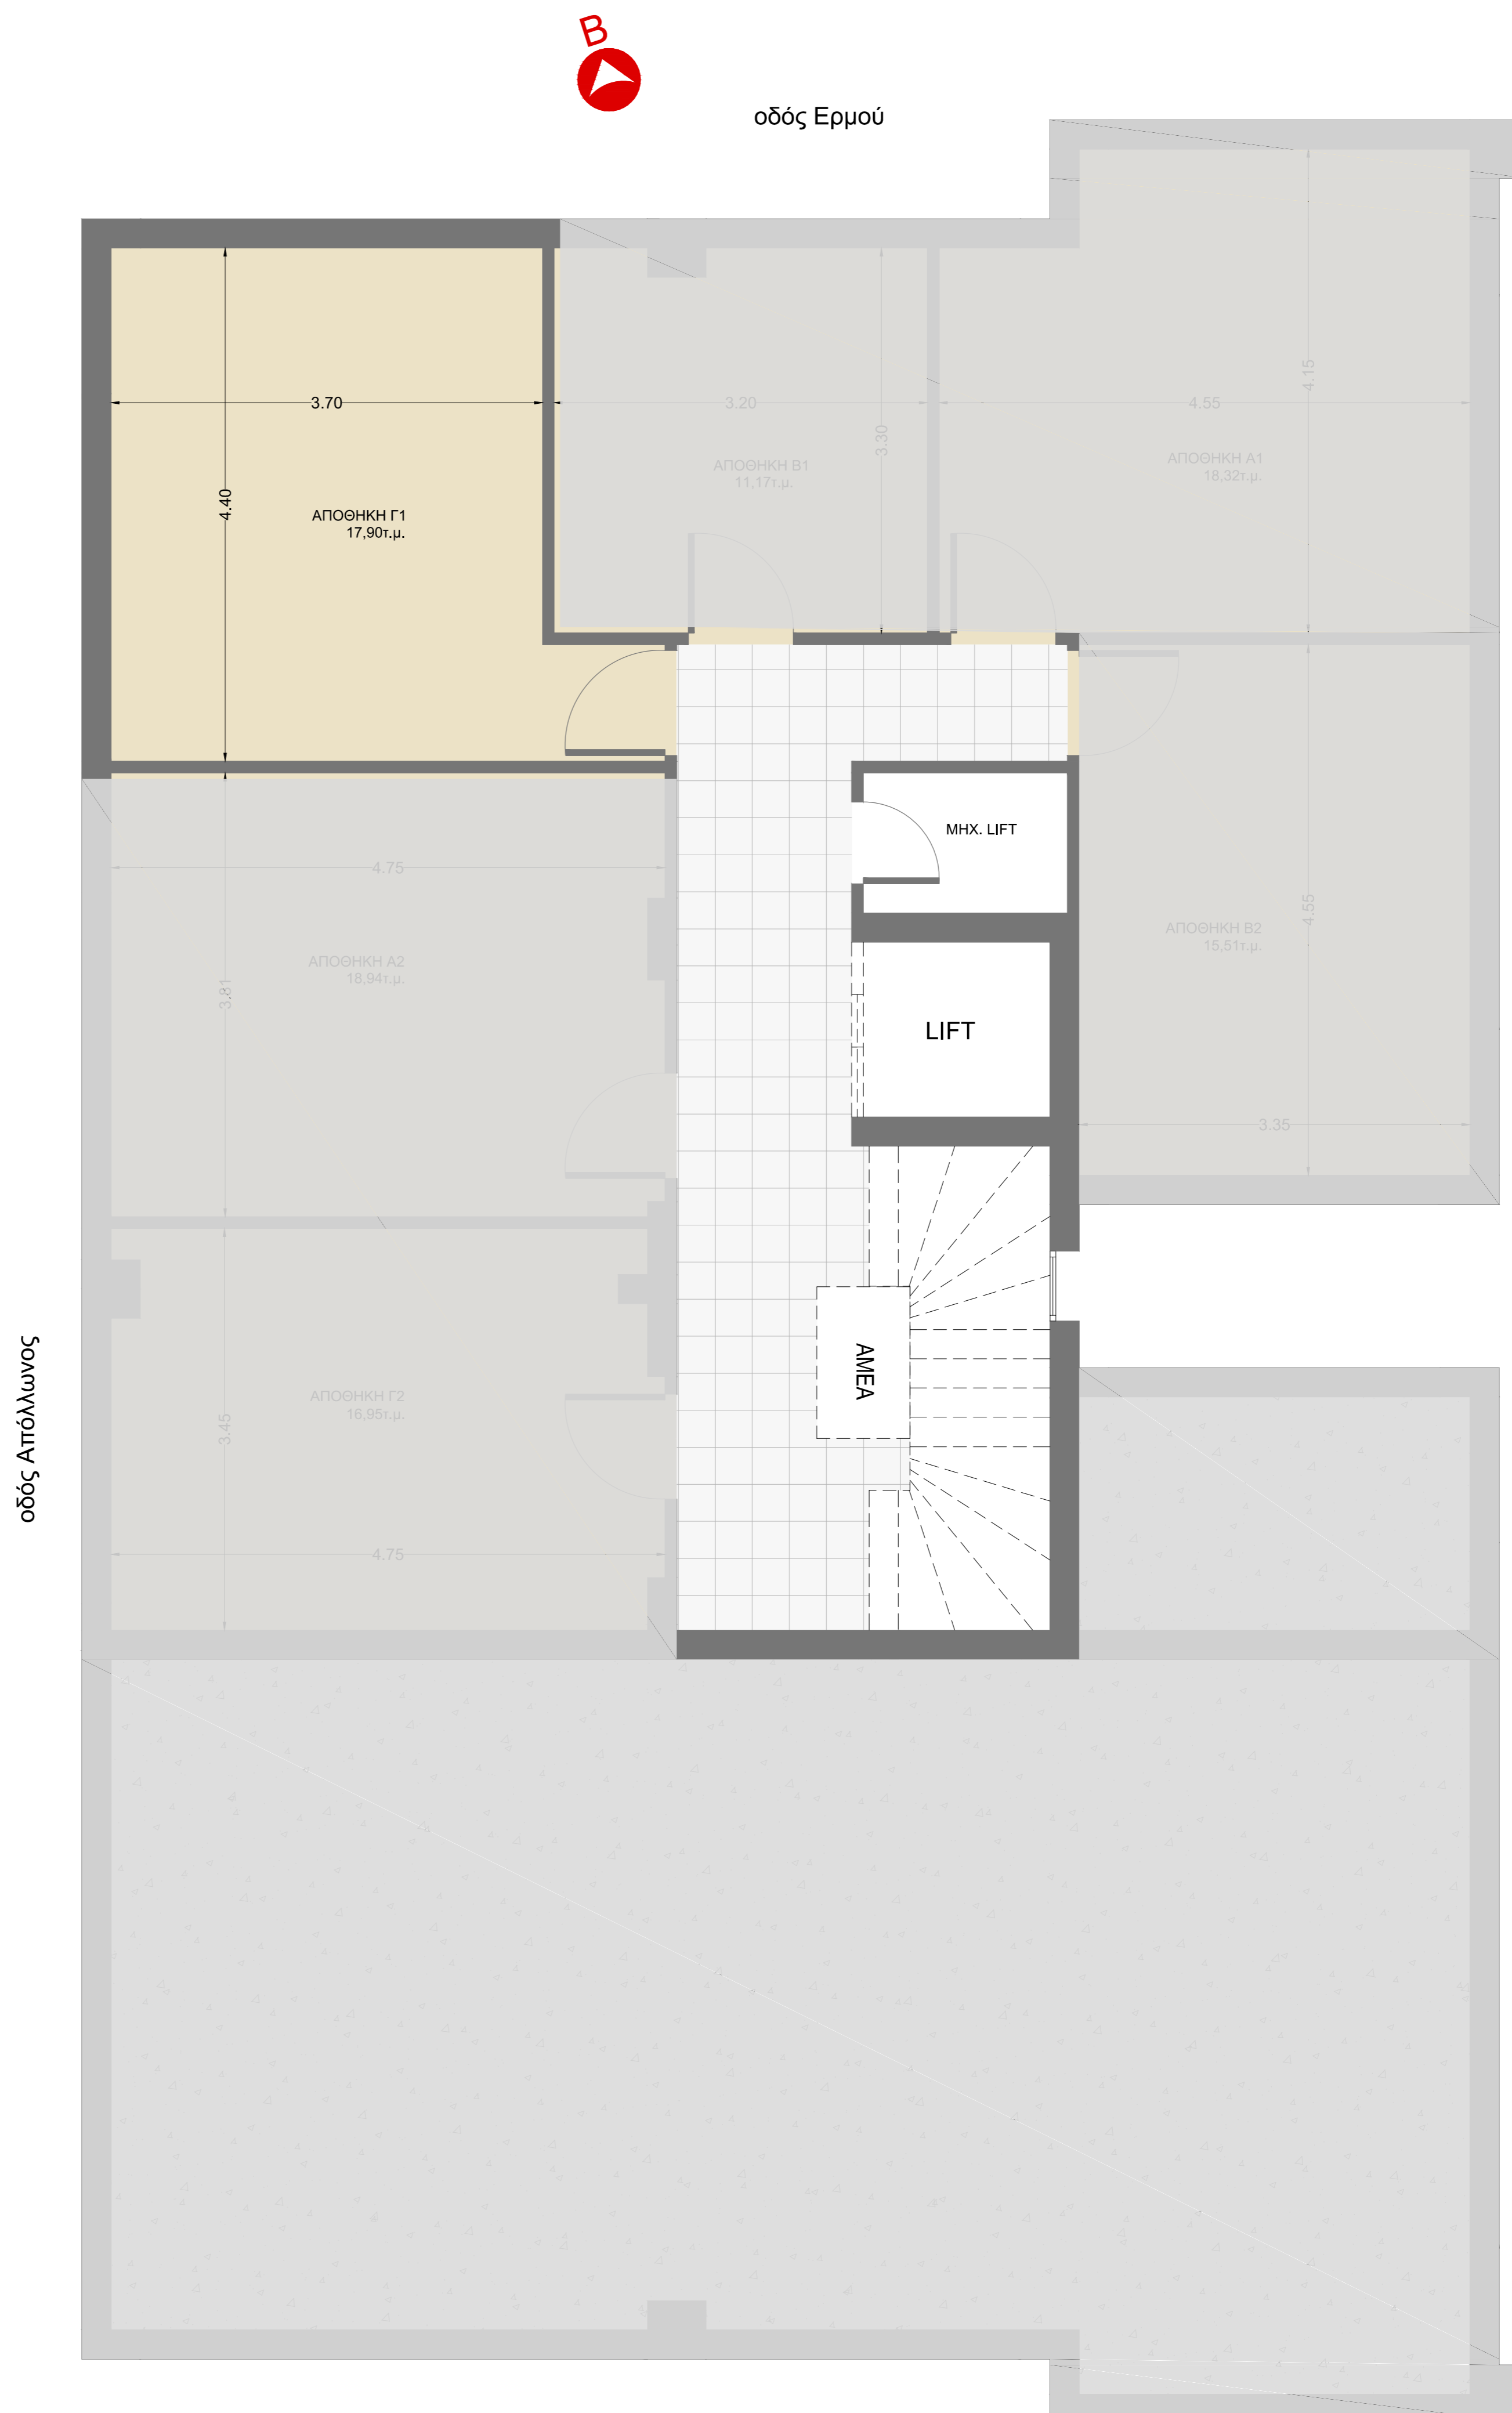 Β
οδός Ερμού
3.70
3.20
4.55
4.15
3.30
ΑΠΟΘΗΚΗ Α1
18,32τ.μ.
ΑΠΟΘΗΚΗ Β1
11,17τ.μ.
4.40
ΑΠΟΘΗΚΗ Γ1
17,90τ.μ.
ΜΗΧ. LIFT
4.75
4.55
ΑΠΟΘΗΚΗ Β2
15,51τ.μ.
ΑΠΟΘΗΚΗ Α2
18,94τ.μ.
3.81
LIFT
3.35
ΑΜΕΑ
οδός Απόλλωνος
ΑΠΟΘΗΚΗ Γ2
16,95τ.μ.
3.45
4.75